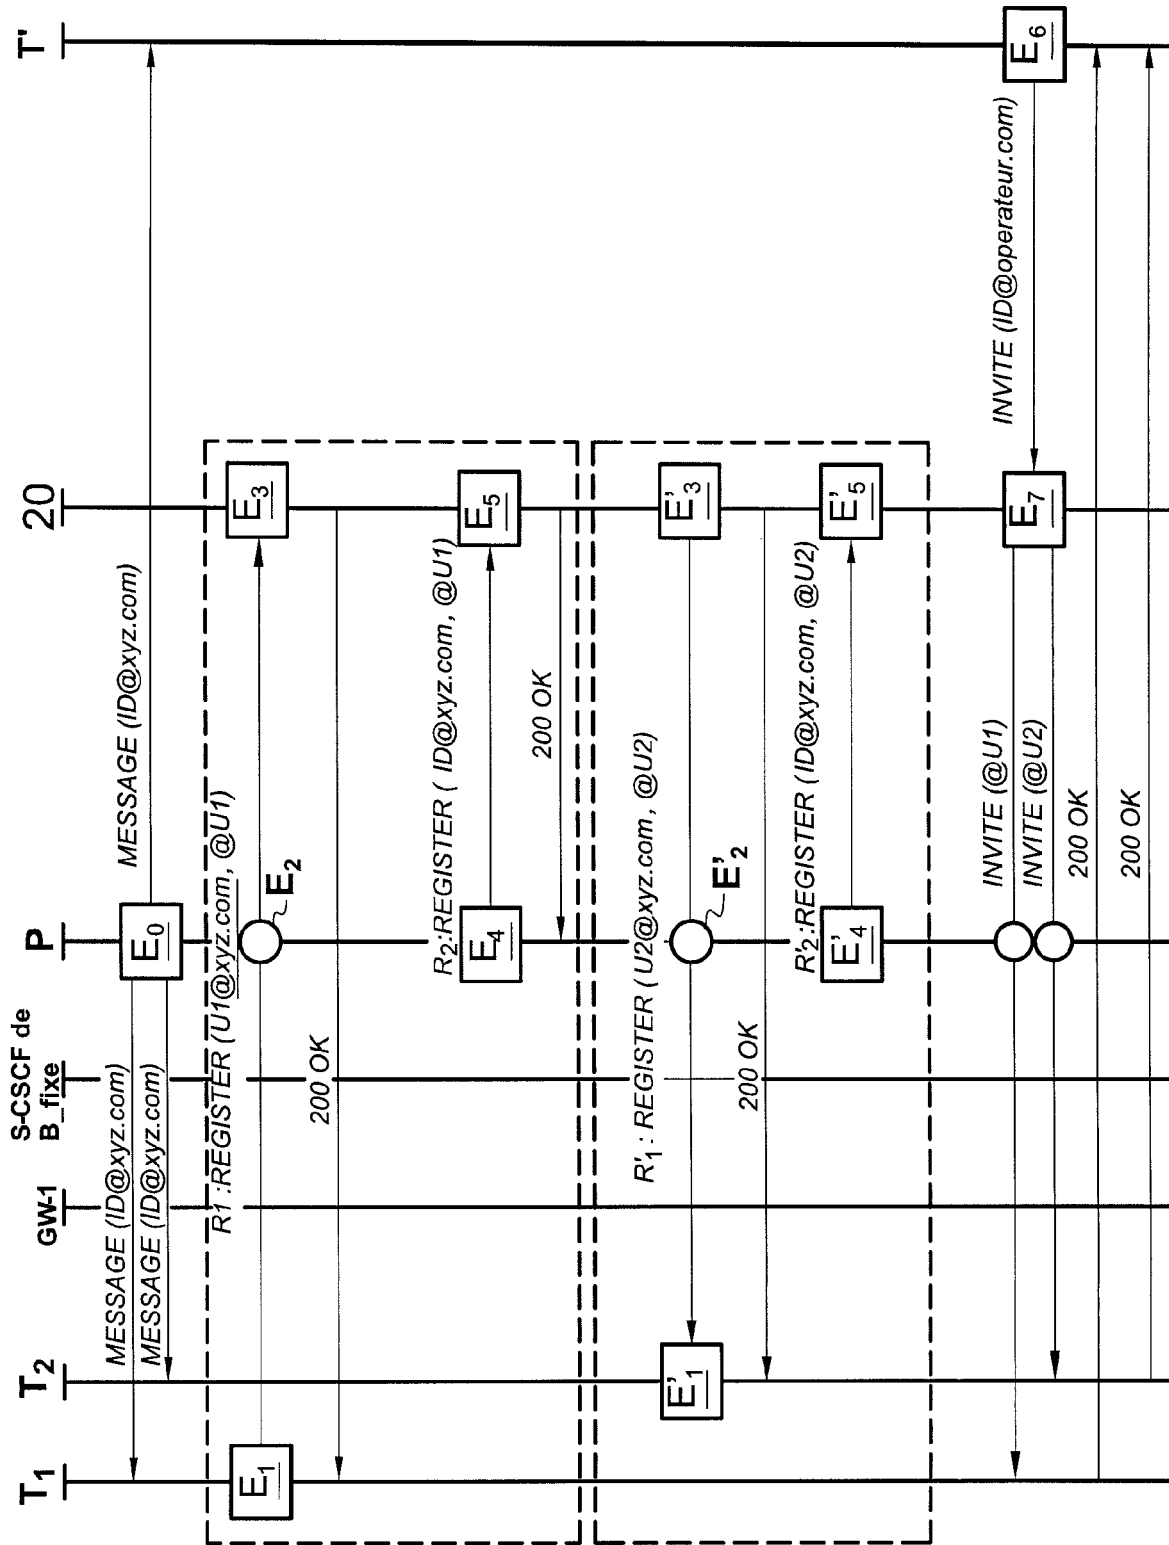 T1
T2
GW-1
S-CSCF de
B_fixe
P
20
T'
MESSAGE (ID@xyz.com)
MESSAGE (ID@xyz.com)
E0
MESSAGE (ID@xyz.com)
R1 :REGISTER (U1@xyz.com, @U1)
E1
E2
E3
200 OK
R2:REGISTER ( ID@xyz.com, @U1)
E4
E5
200 OK
R'1 : REGISTER ( U2@xyz.com, @U2)
E'1
E'2
E'3
200 OK
R'2:REGISTER (ID@xyz.com, @U2)
E'4
E'5
INVITE (ID@operateur.com)
E6
E7
INVITE (@U1)
INVITE (@U2)
200 OK
200 OK